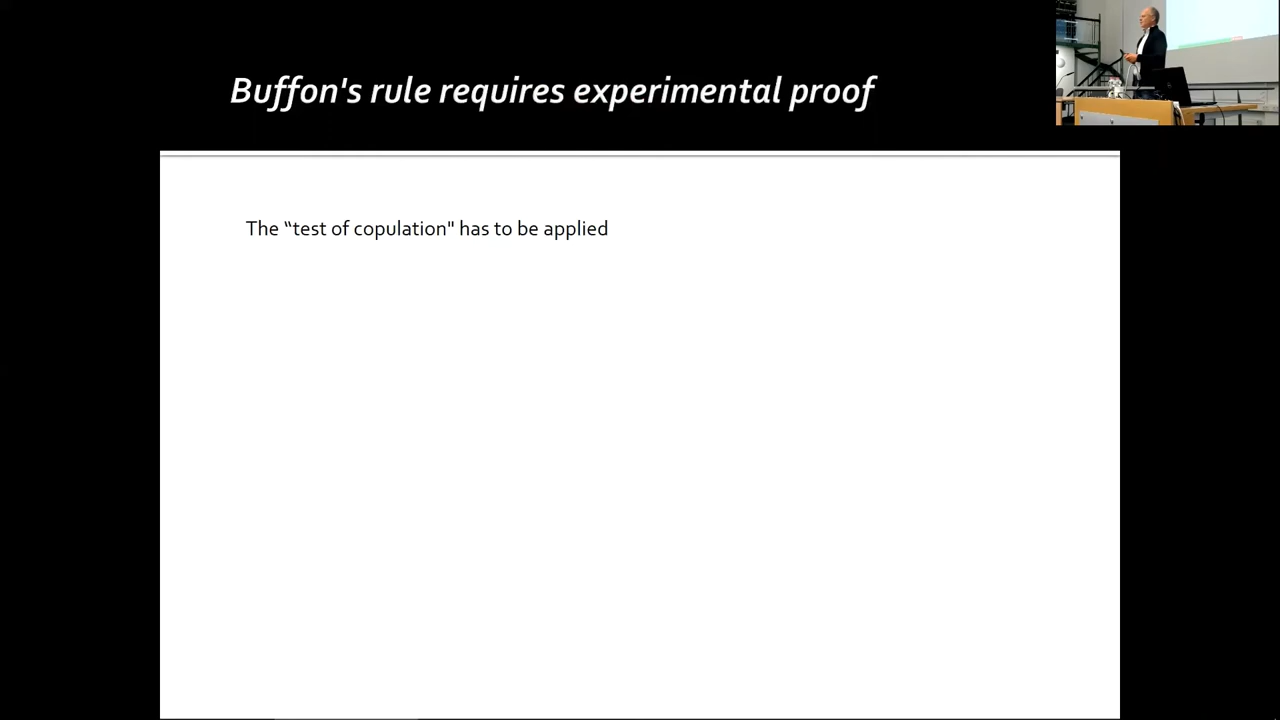 Buffon's rule requires experimental proof
The “test of copulation" has to be applied